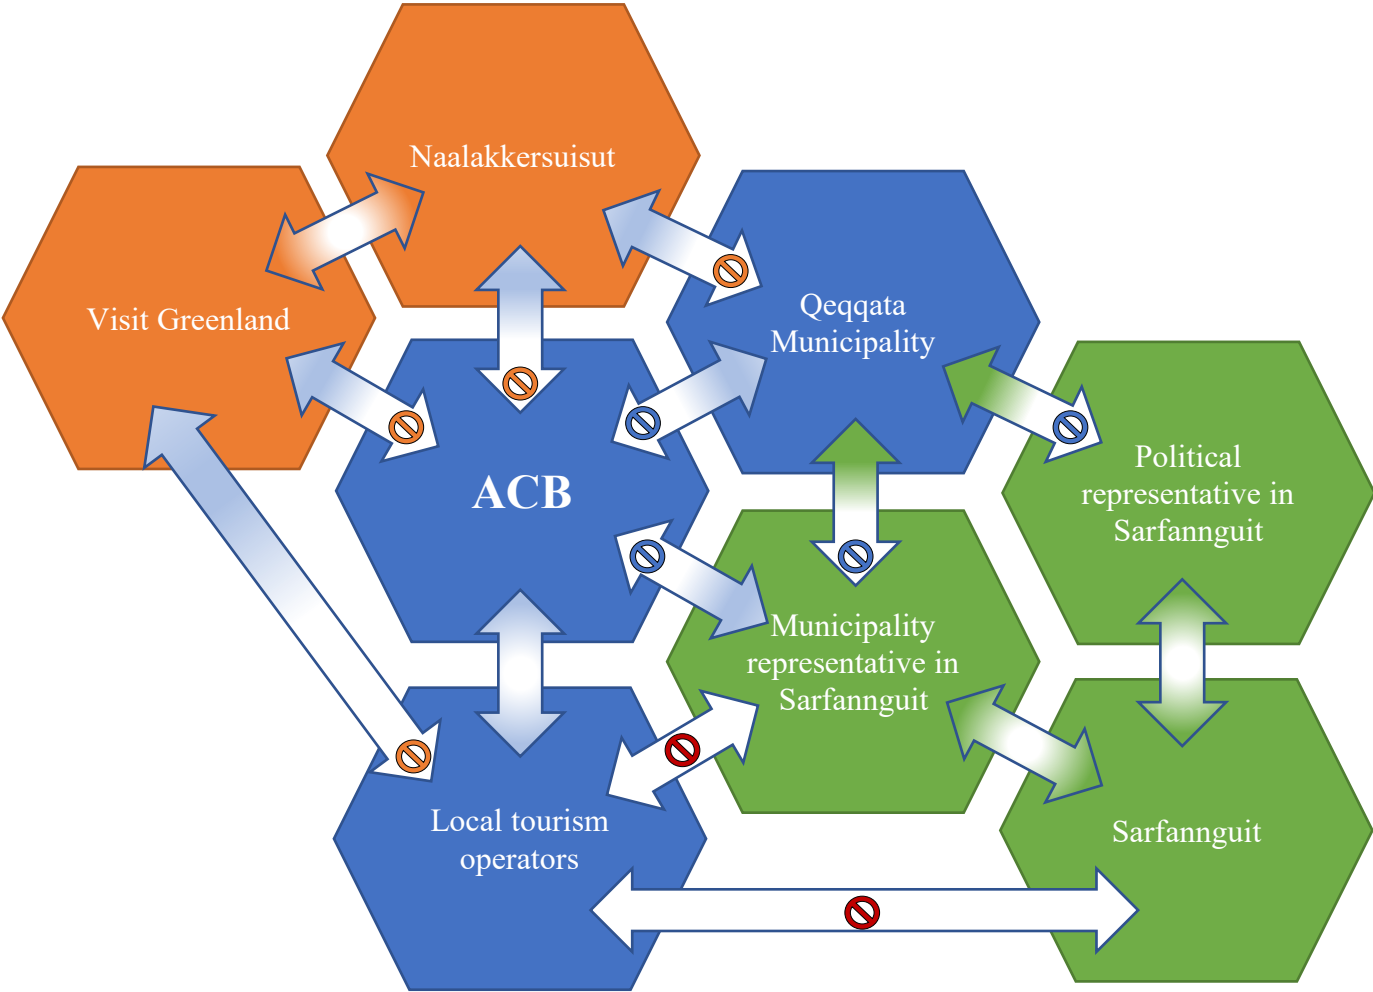 Naalakkersuisut
Visit Greenland
Qeqqata
Municipality
ACB
Political
representative in
Sarfannguit
Municipality
representative in
Sarfannguit
Local tourism
operators
Sarfannguit